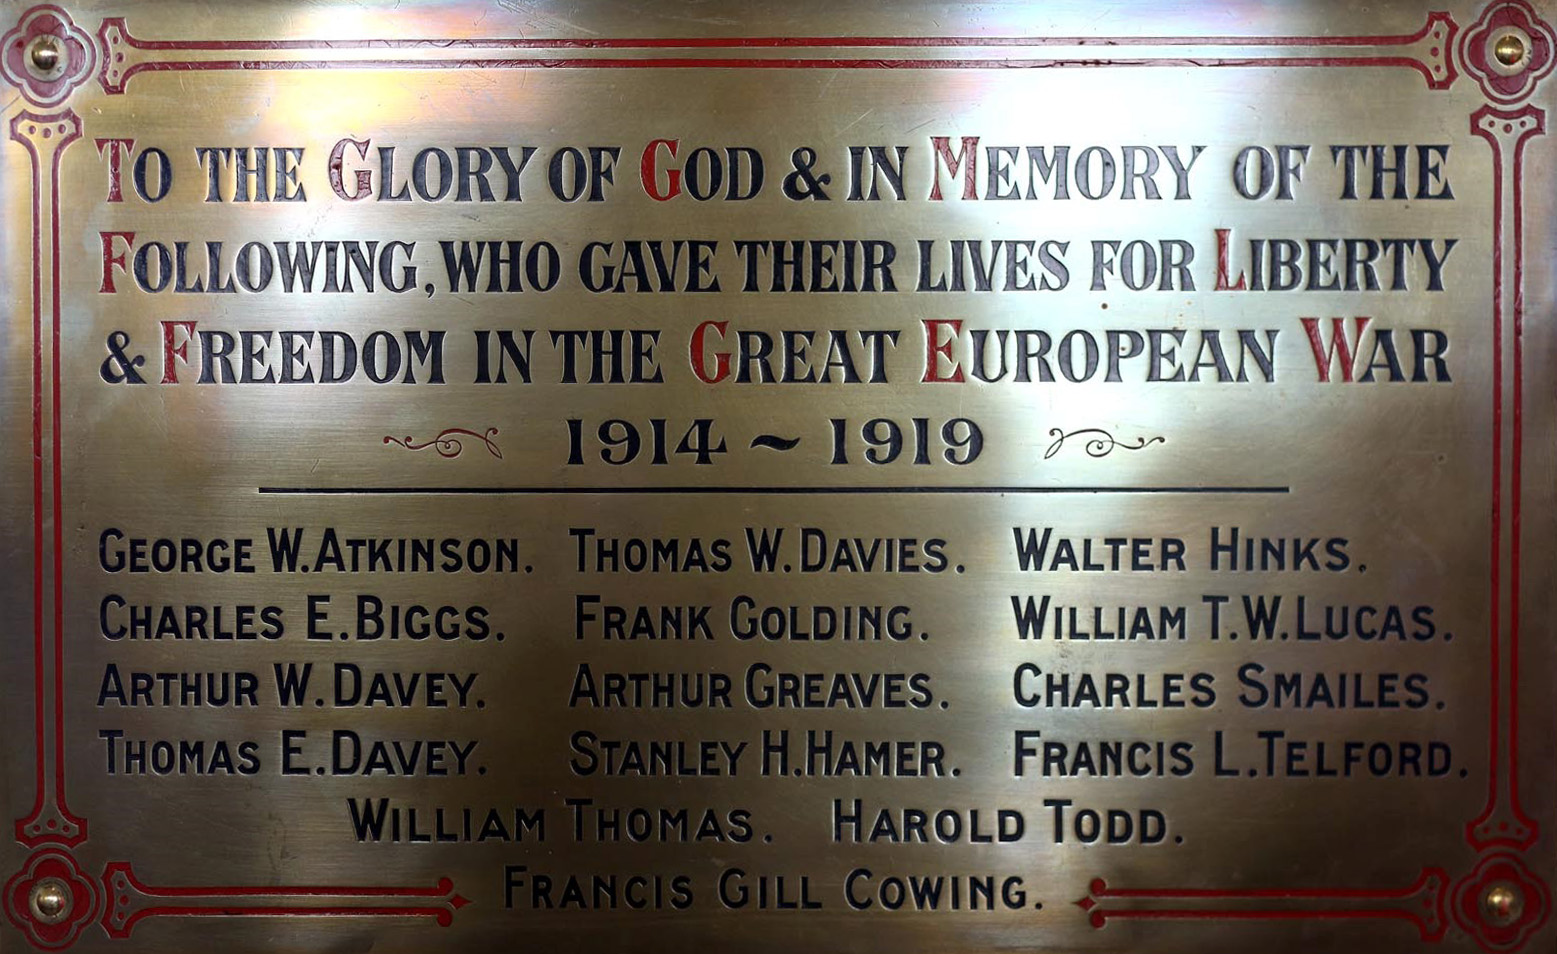 TO THE GLORY OF GOD & IN MEMORY OF THE
FOLLOWING, WHO GAVE THEIR LIVES FOR LIBERTY
& FREEDOM IN THE GREAT EUROPEAN WAR
1914 ~ 1919
GEORGE W. ATKINSON. THOMAS W. DAVIES. WALTER HINKS.
CHARLES E. BIGGS. FRANK GOLDING. WILLIAM T. W. LUCAS.
ARTHUR W. DAVEY. ARTHUR GREAVES. CHARLES SMAILES.
THOMAS E. DAVEY. STANLEY H. HAMER. FRANCIS L. TELFORD.
WILLIAM THOMAS. HAROLD TODD.
FRANCIS GILL COWING.